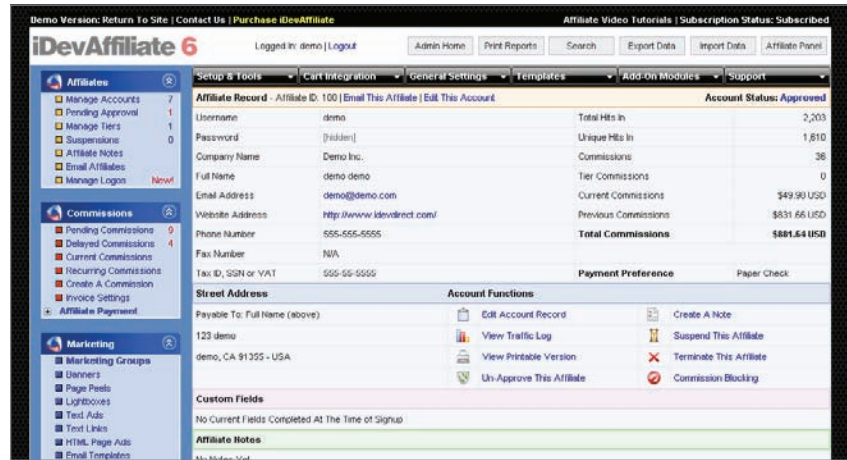 Demo Version: Return To Site | Contact Us | Purchase iDevAffiliate
Affiliate Video Tutorials | Subscription Status: Subscribed
iDevAffiliate 6
Logged In: demo | Logout
Admin Home
Print Reports
Search
Export Data
Import Data
Affiliate Panel
Affiliates
Manage Accounts 7
Pending Approval 1
Manage Tiers 1
Suspensions 0
Affiliate Notes
Email Affiliates
Manage Logos New!
Commissions
Pending Commissions 9
Delayed Commissions 4
Current Commissions
Recurring Commissions
Create A Commission
Invoice Settings
Affiliate Payment
Marketing
Marketing Groups
Banners
Page Peels
Lightboxes
Text Ads
Text Links
HTML Page Ads
Email Templates
Setup & Tools
Cart Integration
General Settings
Templates
Add-On Modules
Support
Affiliate Record - Affiliate ID: 100 | Email This Affiliate | Edit This Account
Account Status: Approved
Username demo
Password [hidden]
Company Name Demo Inc.
Full Name demo demo
Email Address demo@demo.com
Website Address http://www.idevdirect.com/
Phone Number 555-555-5555
Fax Number N/A
Tax ID, SSN or VAT 555-55-5555
Total Hits In 2,203
Unique Hits In 1,610
Commissions 36
Tier Commissions 0
Current Commissions $49.98 USD
Previous Commissions $831.66 USD
Total Commissions $881.64 USD
Payment Preference Paper Check
Street Address
Payable To: Full Name (above)
123 demo
demo, CA 91355 - USA
Account Functions
Edit Account Record
View Traffic Log
View Printable Version
Un-Approve This Affiliate
Create A Note
Suspend This Affiliate
Terminate This Affiliate
Commission Blocking
Custom Fields
No Current Fields Completed At The Time of Signup
Affiliate Notes
No Notes Yet